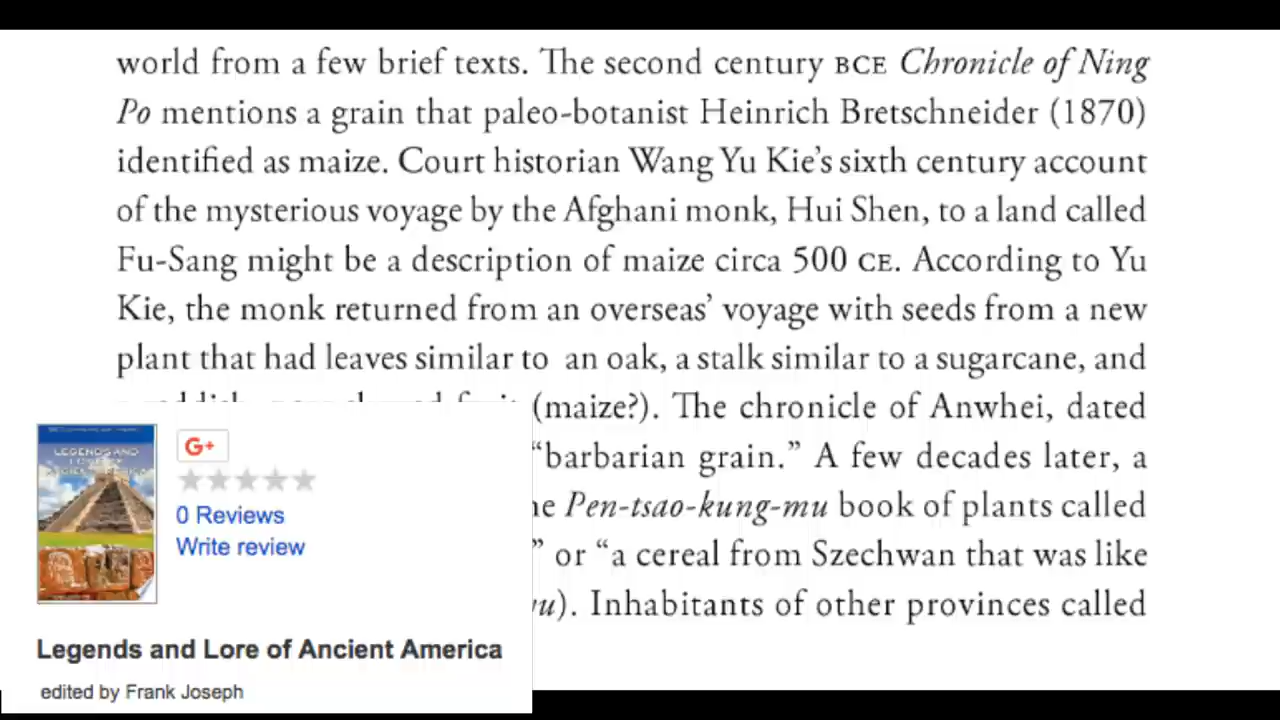 world from a few brief texts. The second century BCE Chronicle of Ning
Po mentions a grain that paleo-botanist Heinrich Bretschneider (1870)
identified as maize. Court historian Wang Yu Kie’s sixth century account
of the mysterious voyage by the Afghani monk, Hui Shen, to a land called
Fu-Sang might be a description of maize circa 500 CE. According to Yu
Kie, the monk returned from an overseas’ voyage with seeds from a new
plant that had leaves similar to an oak, a stalk similar to a sugarcane, and
(maize?). The chronicle of Anwhei, dated
“barbarian grain.” A few decades later, a
Pen-tsao-kung-mu book of plants called
” or “a cereal from Szechwan that was like
). Inhabitants of other provinces called
LEGENDS AND
G+
0 Reviews
Write review
Legends and Lore of Ancient America
edited by Frank Joseph